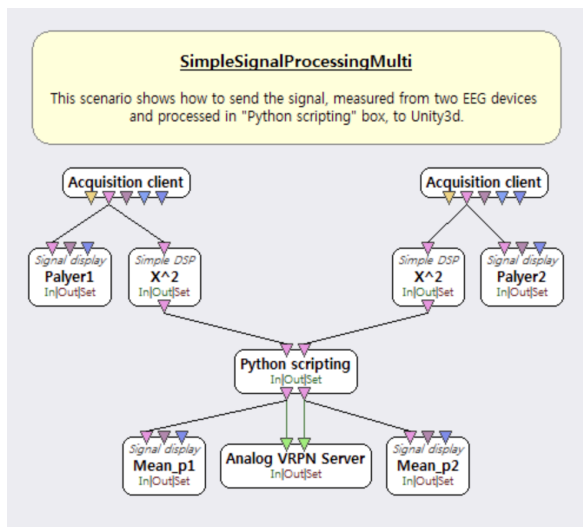 SimpleSignalProcessingMulti
This scenario shows how to send the signal, measured from two EEG devices
and processed in "Python scripting" box, to Unity3d.
Acquisition client
Acquisition client
Signal display
Palyer1
In|Out|Set
Simple DSP
X^2
In|Out|Set
Simple DSP
X^2
In|Out|Set
Signal display
Palyer2
In|Out|Set
Python scripting
In|Out|Set
Signal display
Mean_p1
In|Out|Set
Analog VRPN Server
In|Out|Set
Signal display
Mean_p2
In|Out|Set